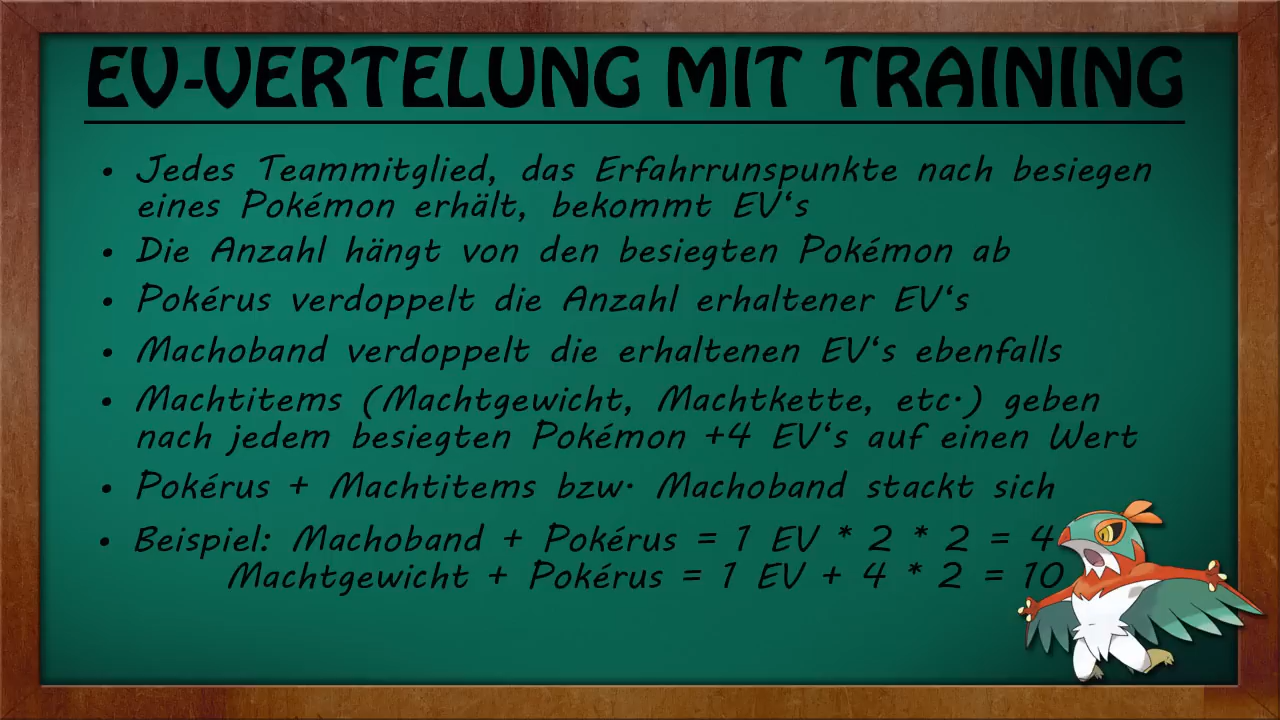 EV-VERTELUNG MIT TRAINING
• Jedes Teammitglied, das Erfahrrunspunkte nach besiegen
eines Pokémon erhält, bekommt EV‘s
• Die Anzahl hängt von den besiegten Pokémon ab
• Pokérus verdoppelt die Anzahl erhaltener EV‘s
• Machoband verdoppelt die erhaltenen EV‘s ebenfalls
• Machtitems (Machtgewicht, Machtkette, etc.) geben
nach jedem besiegten Pokémon +4 EV‘s auf einen Wert
• Pokérus + Machtitems bzw. Machoband stackt sich
• Beispiel: Machoband + Pokérus = 1 EV * 2 * 2 = 4
Machtgewicht + Pokérus = 1 EV + 4 * 2 = 10